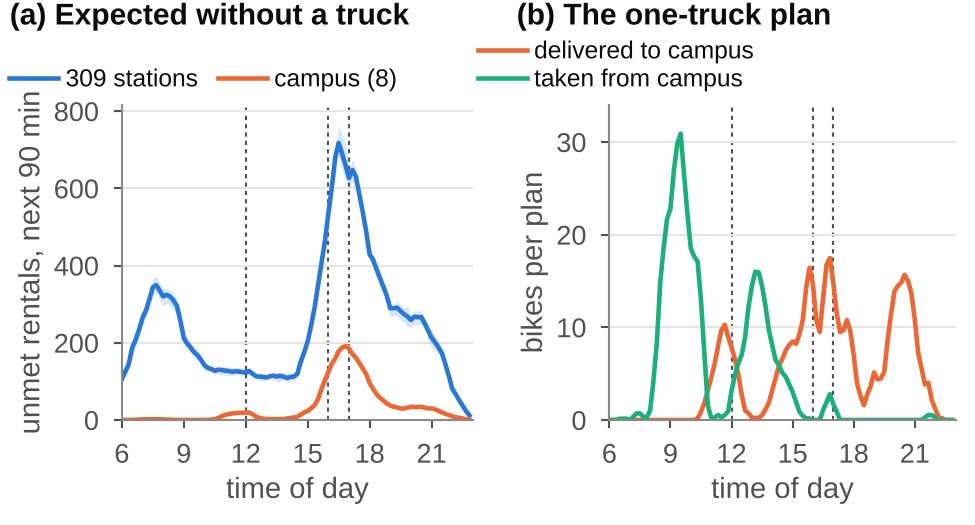 (a) Expected without a truck
309 stations
campus (8)
unmet rentals, next 90 min
800
600
400
200
0
6
9
12
15
18
21
time of day
(b) The one-truck plan
delivered to campus
taken from campus
bikes per plan
30
20
10
0
6
9
12
15
18
21
time of day